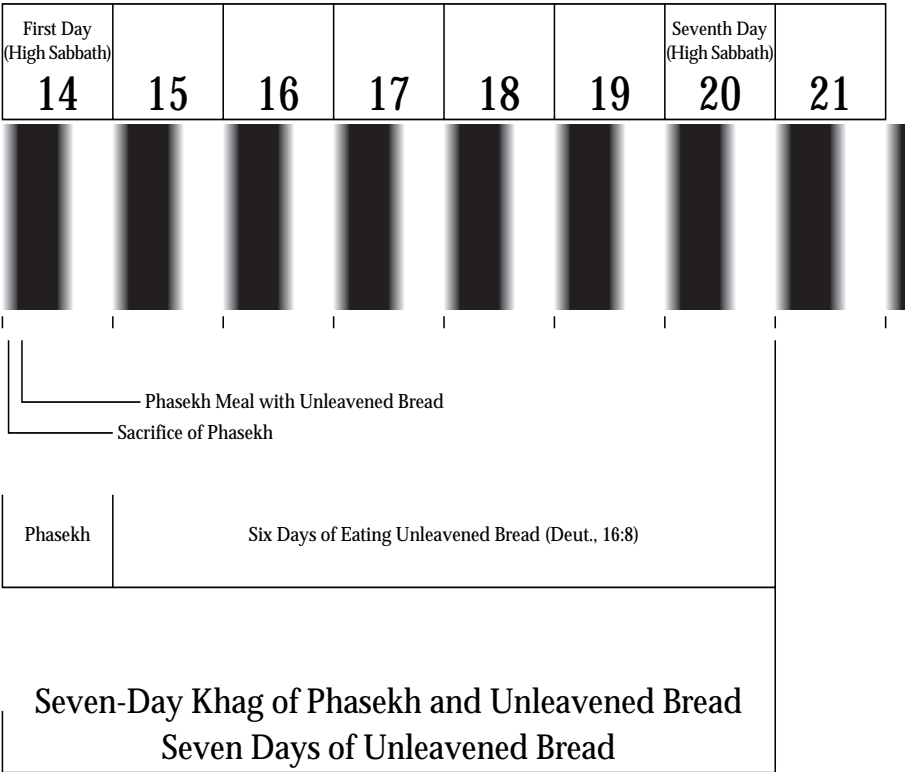 First Day
(High Sabbath)
Seventh Day
(High Sabbath)
14 15 16 17 18 19 20 21
Phasekh Meal with Unleavened Bread
Sacrifice of Phasekh
Phasekh
Six Days of Eating Unleavened Bread (Deut., 16:8)
Seven-Day Khag of Phasekh and Unleavened Bread
Seven Days of Unleavened Bread